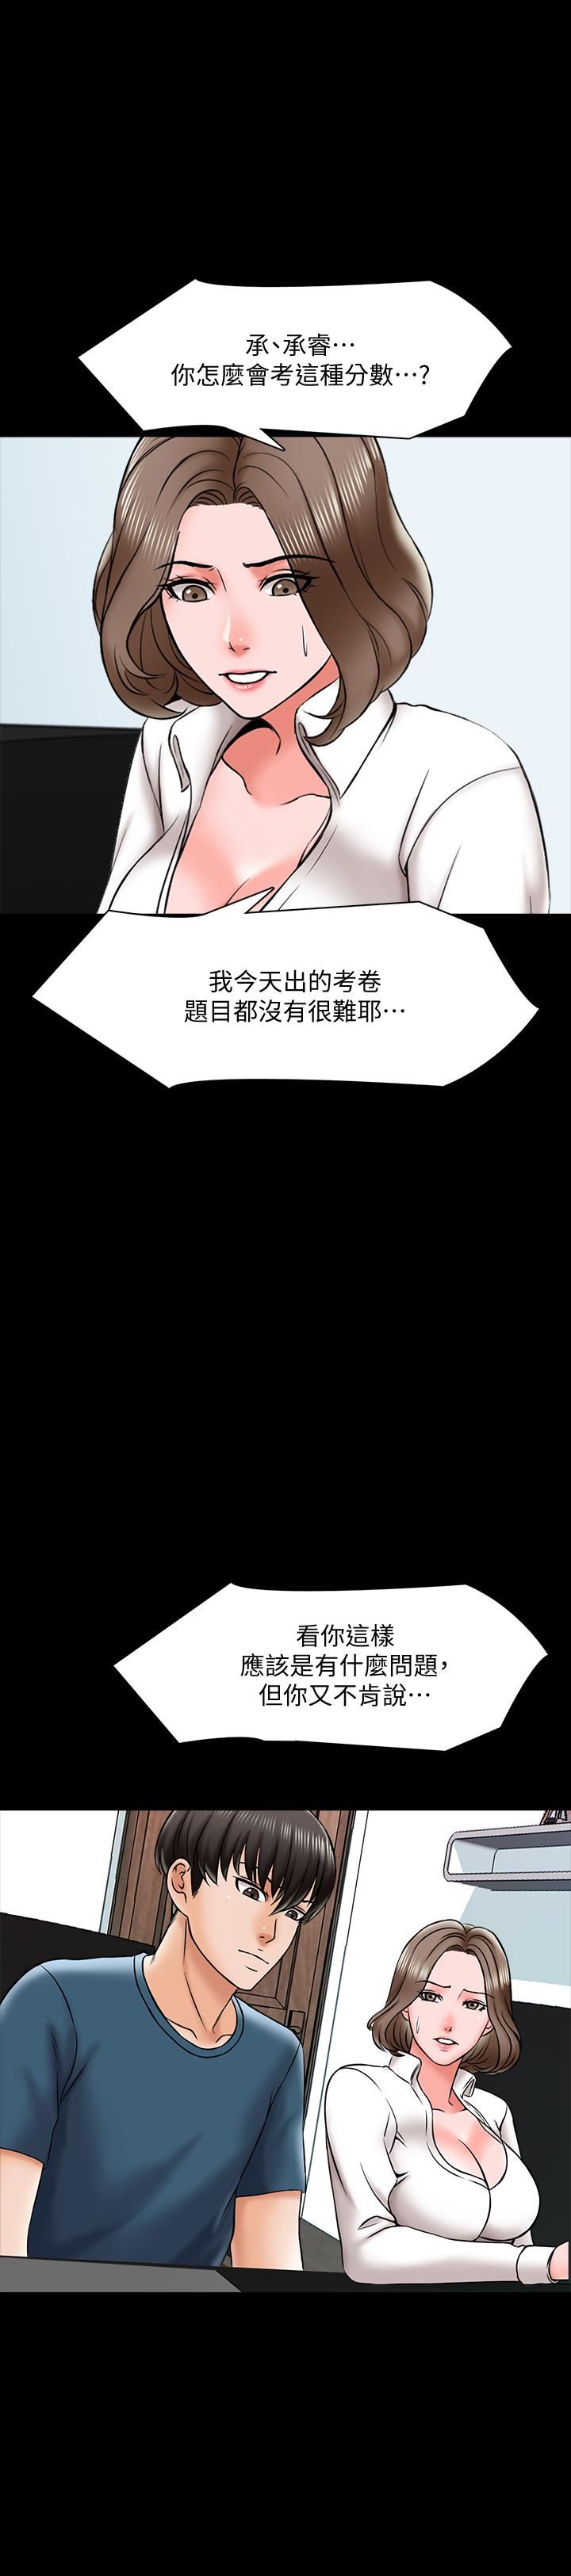 承、承睿⋯
你怎麼會考這種分數⋯?
我今天出的考卷
題目都沒有很難耶⋯
看你這樣
應該是有什麼問題，
但你又不肯說⋯